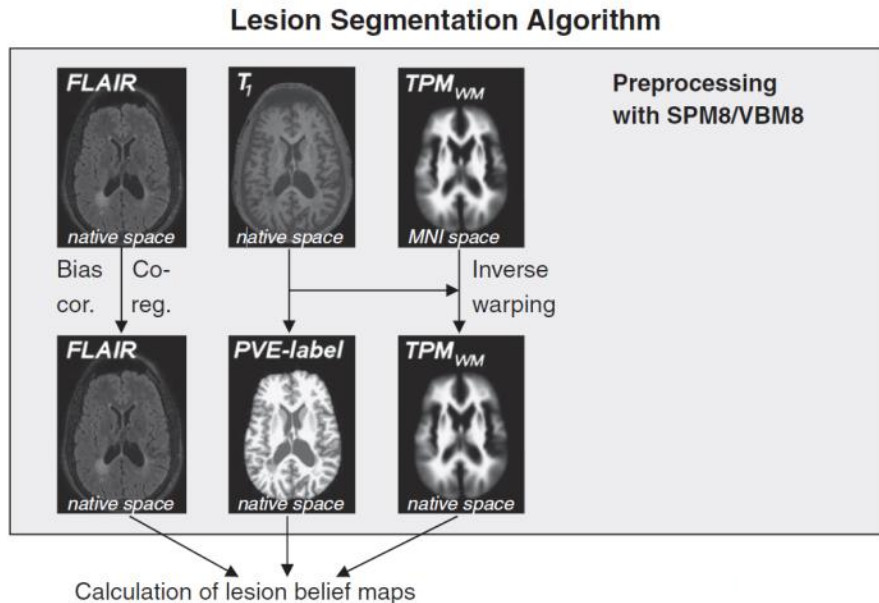 Lesion Segmentation Algorithm
FLAIR
native space
T1
native space
TPMWM
MNI space
Preprocessing
with SPM8/VBM8
Bias
cor.
Co-
reg.
Inverse
warping
FLAIR
native space
PVE-label
native space
TPMWM
native space
Calculation of lesion belief maps